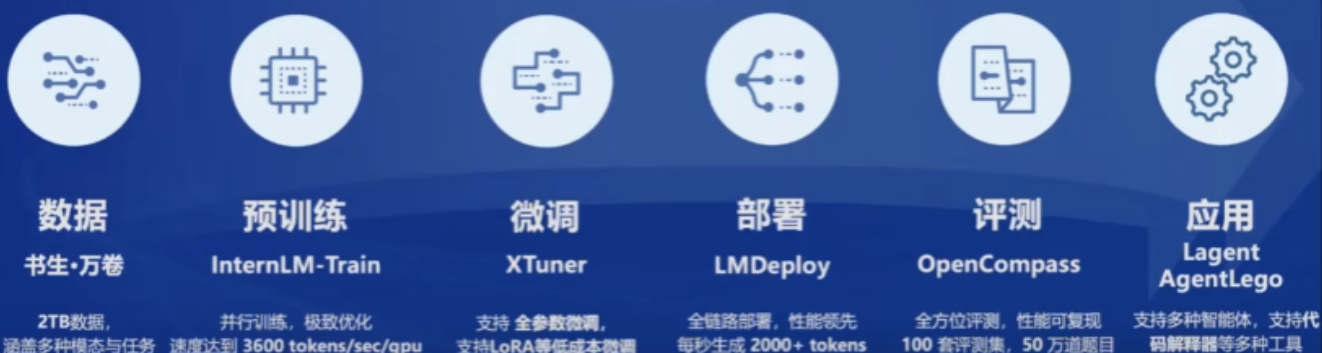 数据
书生·万卷
2TB数据，
涵盖多种模态与任务
预训练
InternLM-Train
并行训练，极致优化
速度达到 3600 tokens/sec/gpu
微调
XTuner
支持 全参数微调，
支持LoRA等低成本微调
部署
LMDeploy
全链路部署，性能领先
每秒生成 2000+ tokens
评测
OpenCompass
全方位评测，性能可复现
100 套评测集，50 万道题目
应用
Lagent
AgentLego
支持多种智能体，支持代
码解释器等多种工具